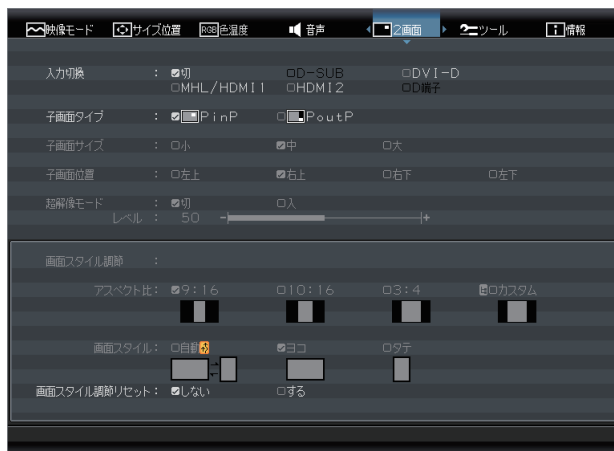 映像モード サイズ位置 RGB色温度 音声 2画面 ツール 情報
入力切換 : 切 D-SUB DVI-D
MHL/HDMI1 HDMI2 D端子
子画面タイプ : PinP PoutP
子画面サイズ : 小 中 大
子画面位置 : 左上 右上 右下 左下
超解像モード : 切 入
レベル : 50 - +
画面スタイル調節 :
アスペクト比: 9:16 10:16 3:4 カスタム
画面スタイル: 自動 ヨコ タテ
画面スタイル調節リセット: しない する